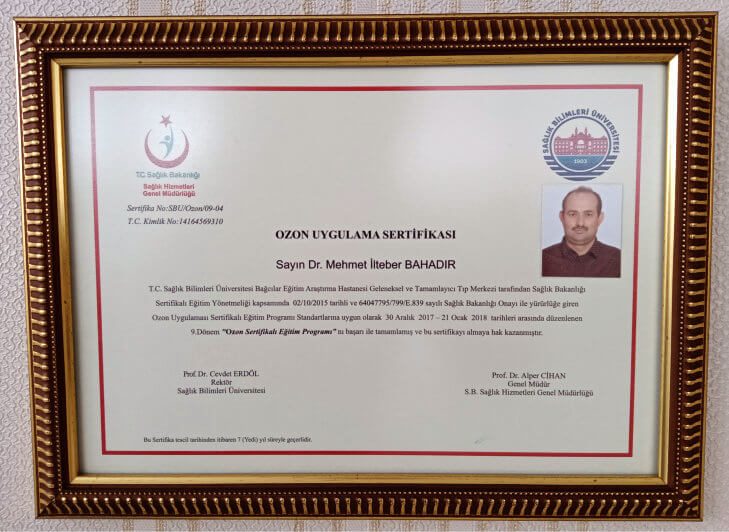 T.C. Sağlık Bakanlığı
Sağlık Hizmetleri
Genel Müdürlüğü
SAĞLIK BİLİMLERİ ÜNİVERSİTESİ
1903
Sertifika No:SBU/Ozon/09-04
T.C. Kimlik No:14164569310
OZON UYGULAMA SERTİFİKASI
Sayın Dr. Mehmet İlteber BAHADIR
T.C. Sağlık Bilimleri Üniversitesi Bağcılar Eğitim Araştırma Hastanesi Geleneksel ve Tamamlayıcı Tıp Merkezi tarafından Sağlık Bakanlığı
Sertifikalı Eğitim Yönetmeliği kapsamında 02/10/2015 tarihli ve 64047795/799/E.839 sayılı Sağlık Bakanlığı Onayı ile yürürlüğe giren
Ozon Uygulaması Sertifikalı Eğitim Programı Standartlarına uygun olarak 30 Aralık 2017 – 21 Ocak 2018 tarihleri arasında düzenlenen
9.Dönem "Ozon Sertifikalı Eğitim Programı" nı başarı ile tamamlamış ve bu sertifikayı almaya hak kazanmıştır.
Prof.Dr. Cevdet ERDÖL
Rektör
Sağlık Bilimleri Üniversitesi
Prof. Dr. Alper CİHAN
Genel Müdür
S.B. Sağlık Hizmetleri Genel Müdürlüğü
Bu Sertifika tescil tarihinden itibaren 7 (Yedi) yıl süreyle geçerlidir.